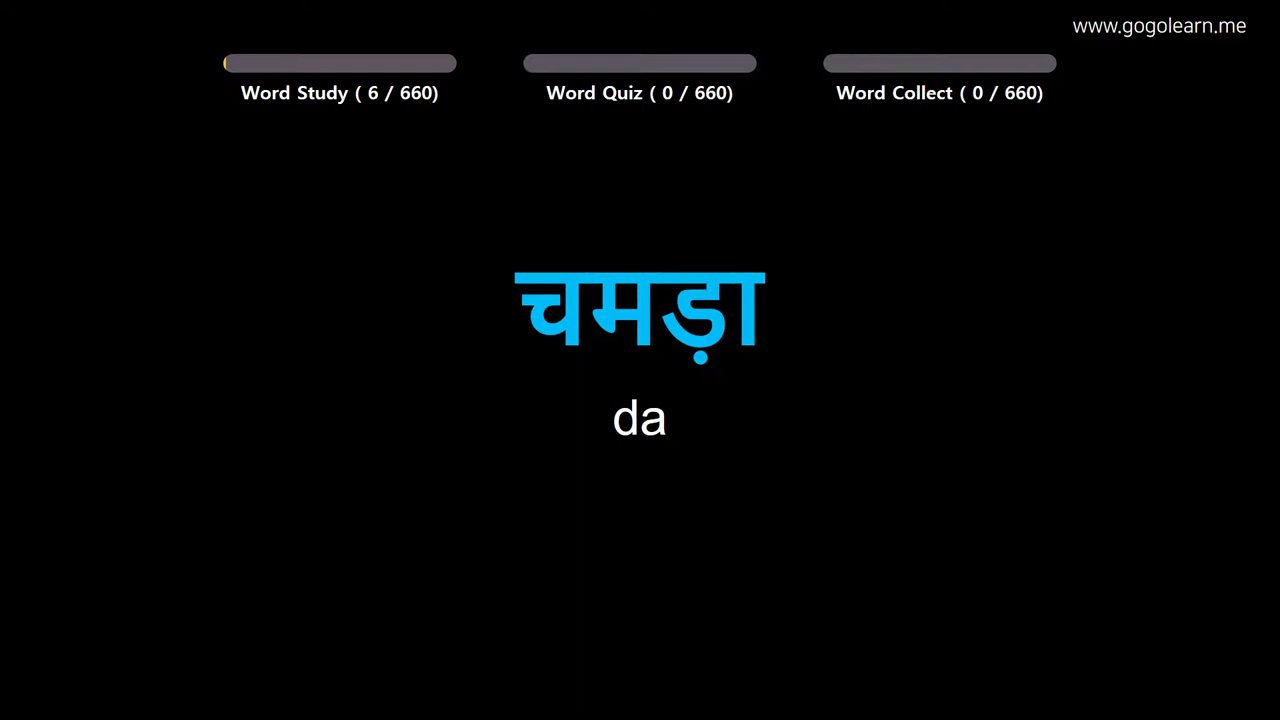 www.gogolearn.me
Word Study ( 6 / 660)
Word Quiz ( 0 / 660)
Word Collect ( 0 / 660)
चमड़ा
da